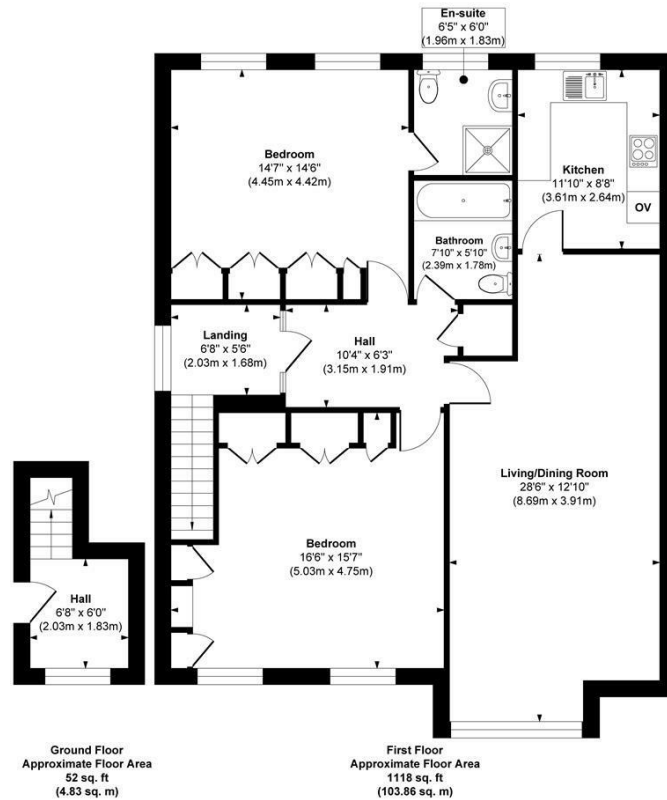 En-suite
6'5" x 6'0"
(1.96m x 1.83m)
Bedroom
14'7" x 14'6"
(4.45m x 4.42m)
Kitchen
11'10" x 8'8"
(3.61m x 2.64m)
OV
Bathroom
7'10" x 5'10"
(2.39m x 1.78m)
Landing
6'8" x 5'6"
(2.03m x 1.68m)
Hall
10'4" x 6'3"
(3.15m x 1.91m)
Living/Dining Room
28'6" x 12'10"
(8.69m x 3.91m)
Bedroom
16'6" x 15'7"
(5.03m x 4.75m)
Hall
6'8" x 6'0"
(2.03m x 1.83m)
Ground Floor
Approximate Floor Area
52 sq. ft
(4.83 sq. m)
First Floor
Approximate Floor Area
1118 sq. ft
(103.86 sq. m)